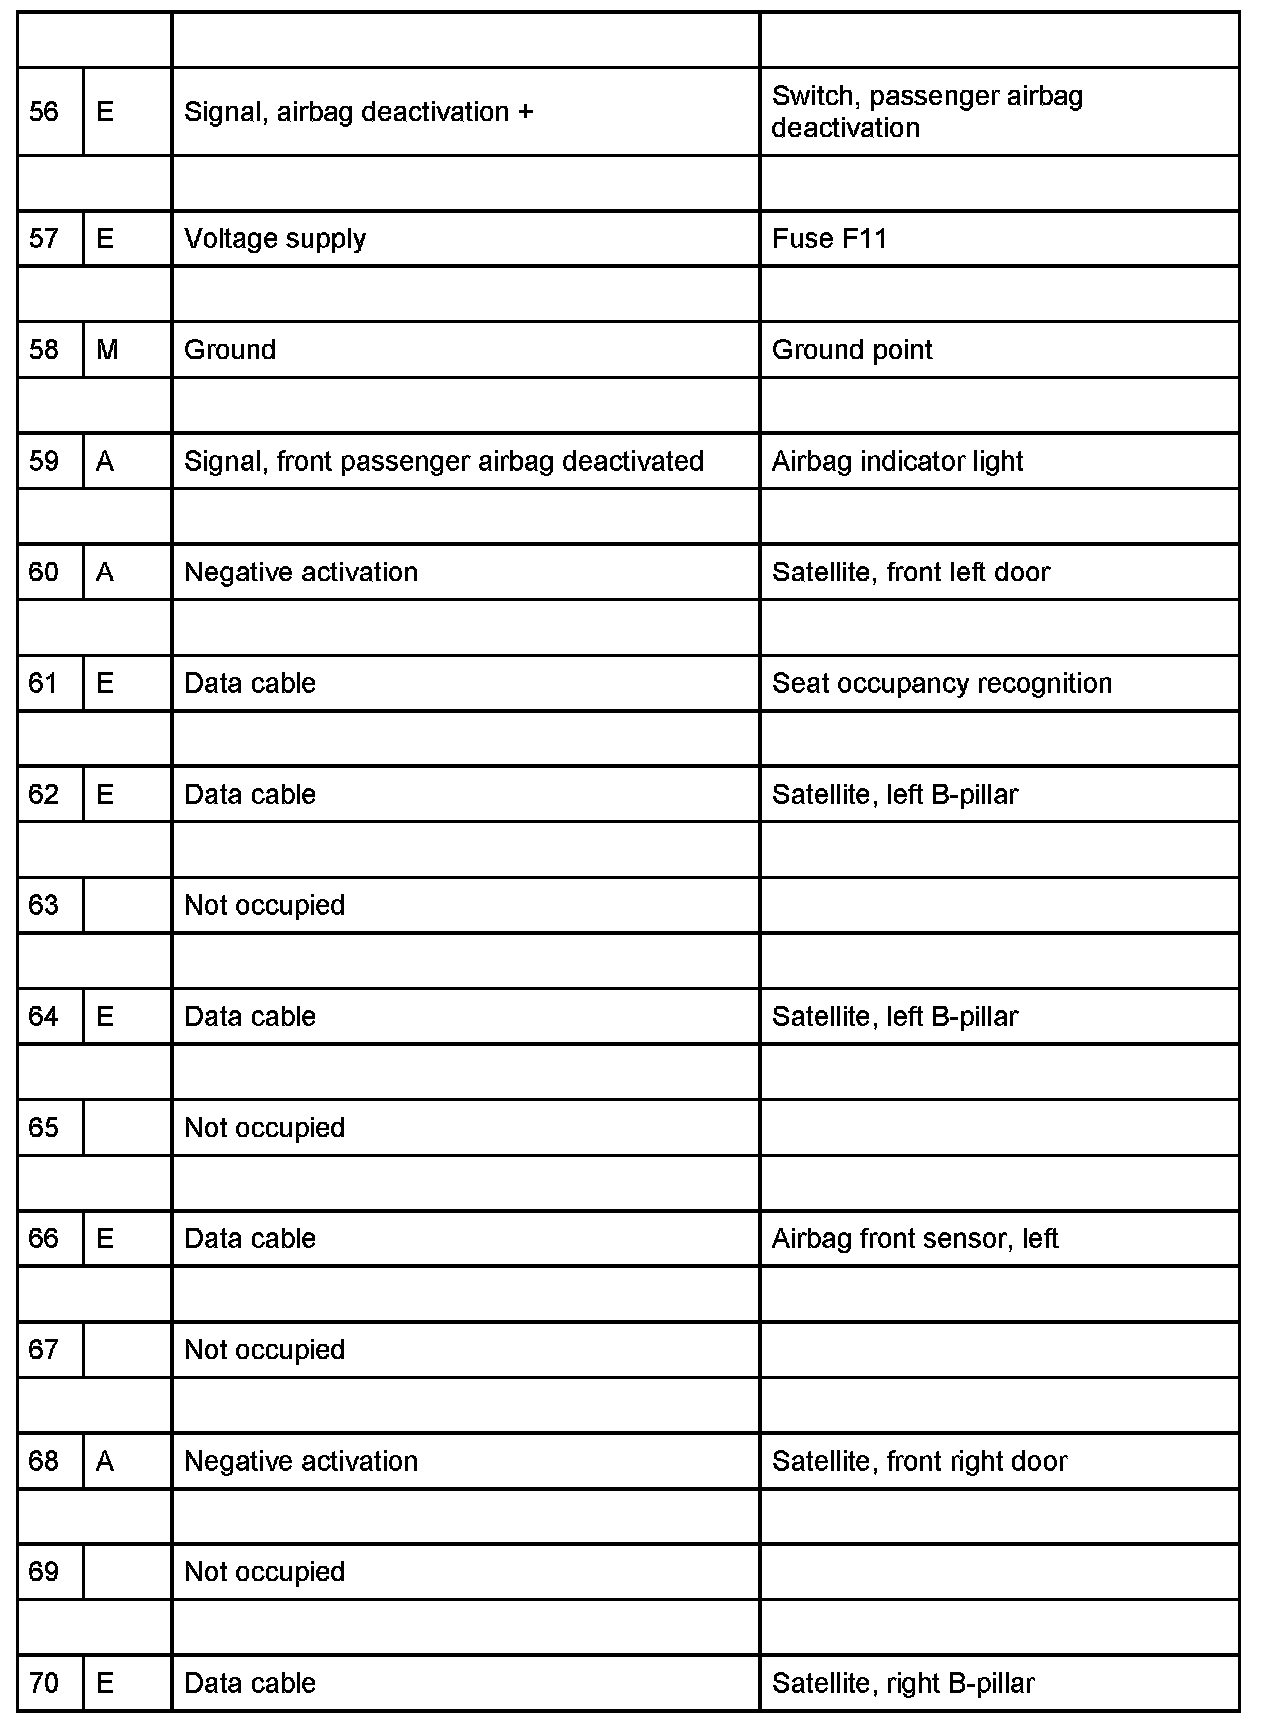 56 E Signal, airbag deactivation + Switch, passenger airbag
deactivation
57 E Voltage supply Fuse F11
58 M Ground Ground point
59 A Signal, front passenger airbag deactivated Airbag indicator light
60 A Negative activation Satellite, front left door
61 E Data cable Seat occupancy recognition
62 E Data cable Satellite, left B-pillar
63 Not occupied
64 E Data cable Satellite, left B-pillar
65 Not occupied
66 E Data cable Airbag front sensor, left
67 Not occupied
68 A Negative activation Satellite, front right door
69 Not occupied
70 E Data cable Satellite, right B-pillar